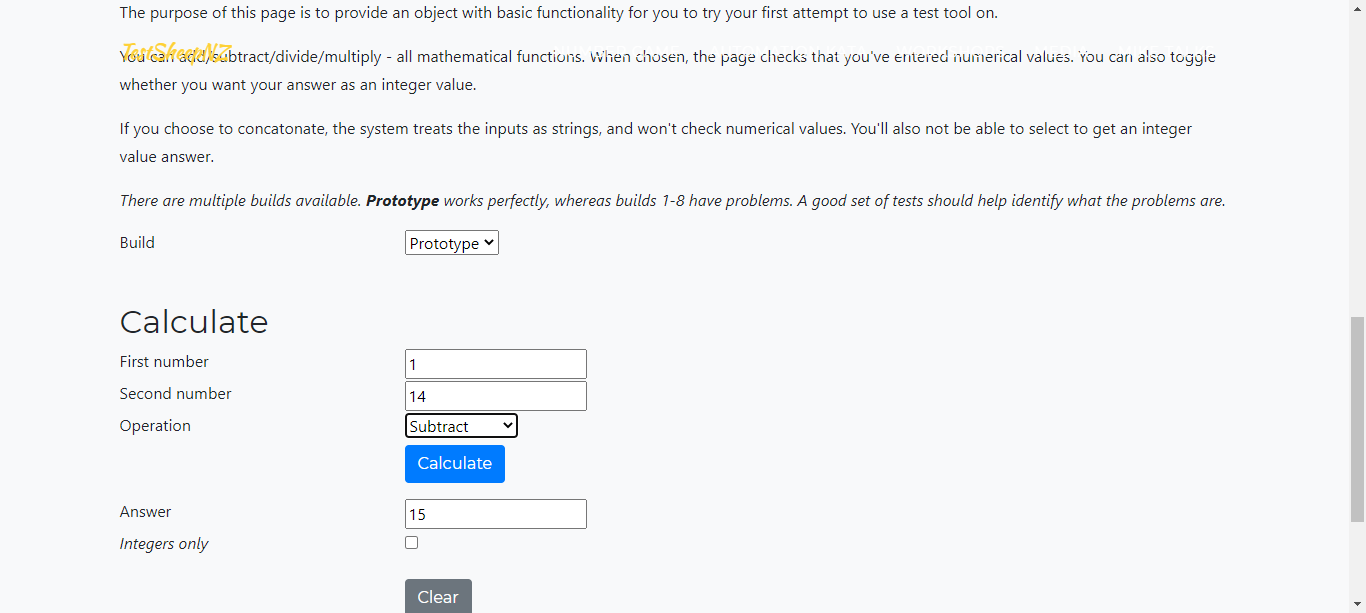 The purpose of this page is to provide an object with basic functionality for you to try your first attempt to use a test tool on.
TestSheepNZ
You can add/subtract/divide/multiply - all mathematical functions. When chosen, the page checks that you've entered numerical values. You can also toggle
whether you want your answer as an integer value.
If you choose to concatonate, the system treats the inputs as strings, and won't check numerical values. You'll also not be able to select to get an integer
value answer.
There are multiple builds available. Prototype works perfectly, whereas builds 1-8 have problems. A good set of tests should help identify what the problems are.
Build Prototype
Calculate
First number 1
Second number 14
Operation Subtract
Calculate
Answer 15
Integers only
Clear